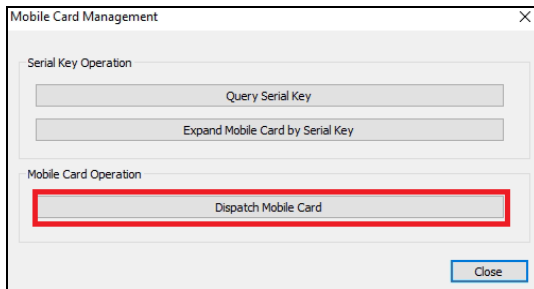 Mobile Card Management
Serial Key Operation
Query Serial Key
Expand Mobile Card by Serial Key
Mobile Card Operation
Dispatch Mobile Card
Close